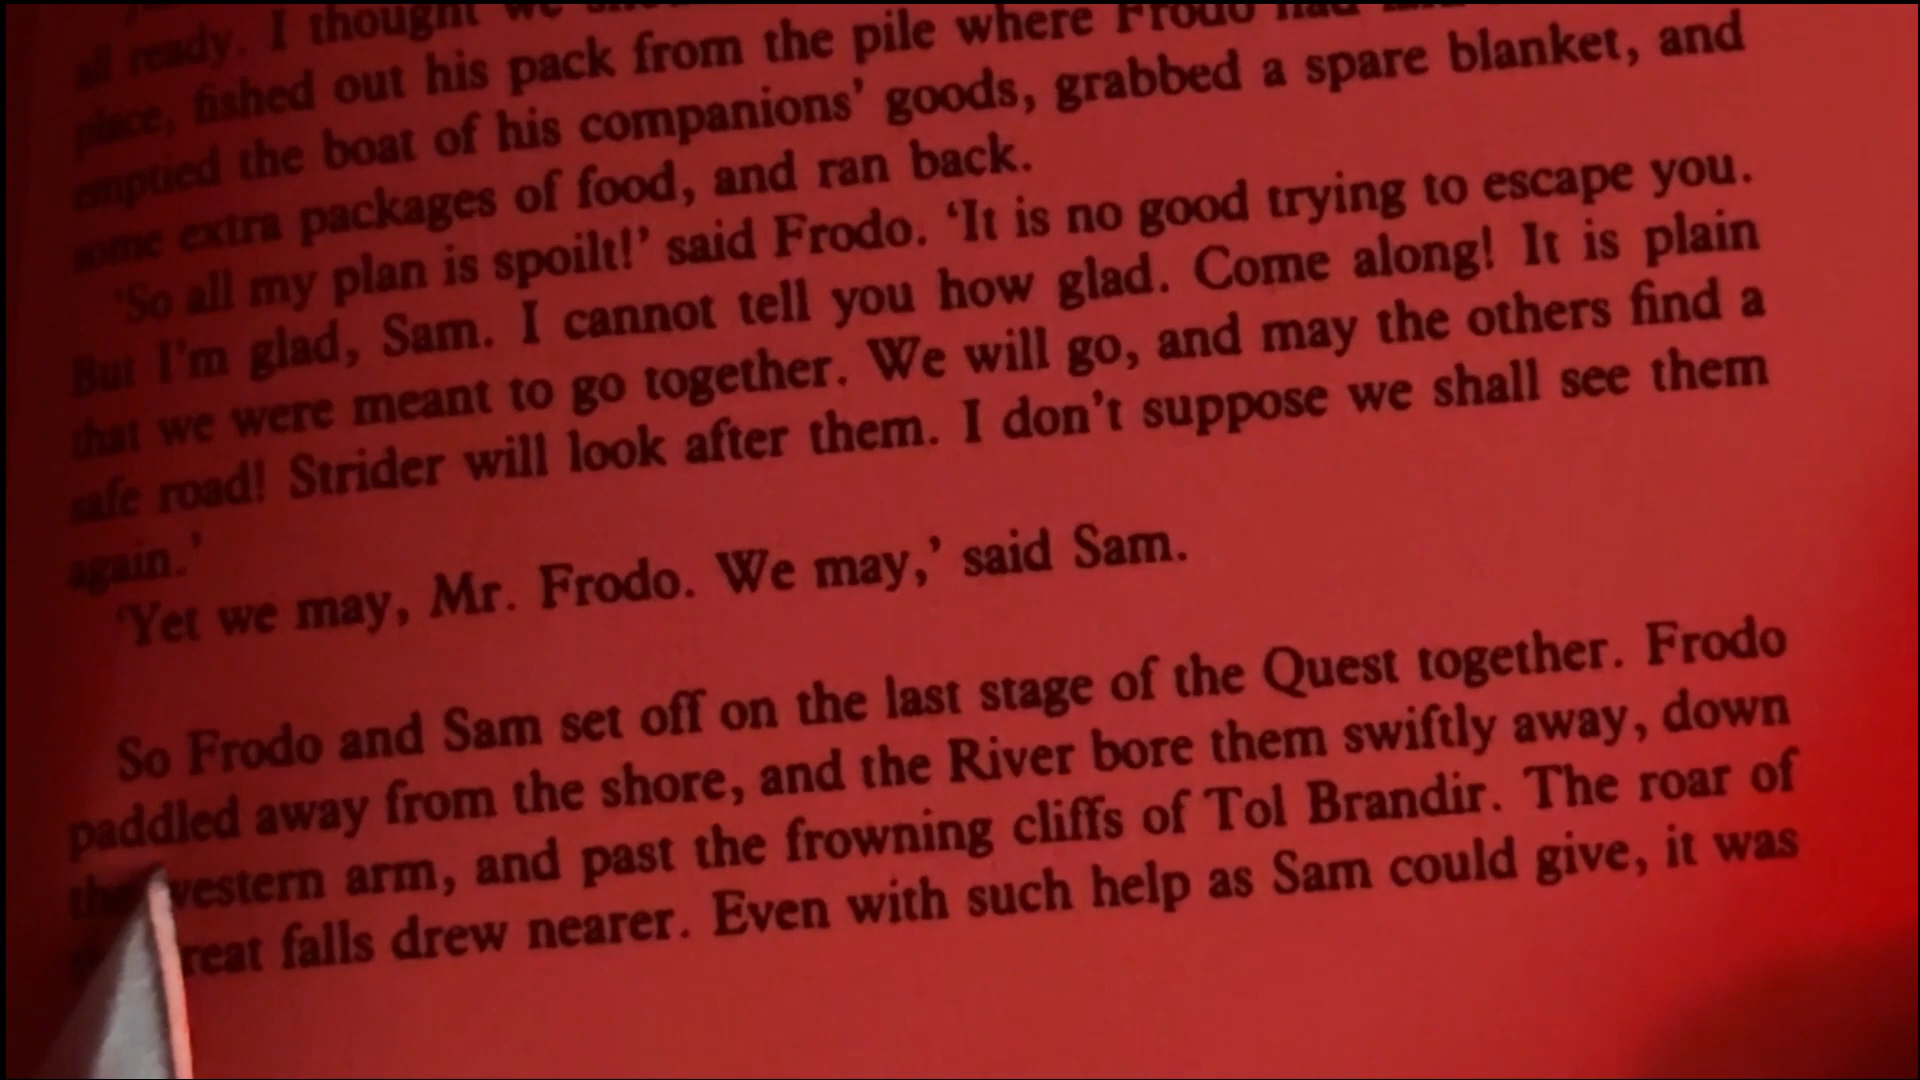 all ready. I thought we
place, fished out his pack from the pile where Frodo had
emptied the boat of his companions' goods, grabbed a spare blanket, and
some extra packages of food, and ran back.
'So all my plan is spoilt!' said Frodo. 'It is no good trying to escape you.
But I'm glad, Sam. I cannot tell you how glad. Come along! It is plain
that we were meant to go together. We will go, and may the others find a
safe road! Strider will look after them. I don't suppose we shall see them
again.'
'Yet we may, Mr. Frodo. We may,' said Sam.
So Frodo and Sam set off on the last stage of the Quest together. Frodo
paddled away from the shore, and the River bore them swiftly away, down
the western arm, and past the frowning cliffs of Tol Brandir. The roar of
reat falls drew nearer. Even with such help as Sam could give, it was